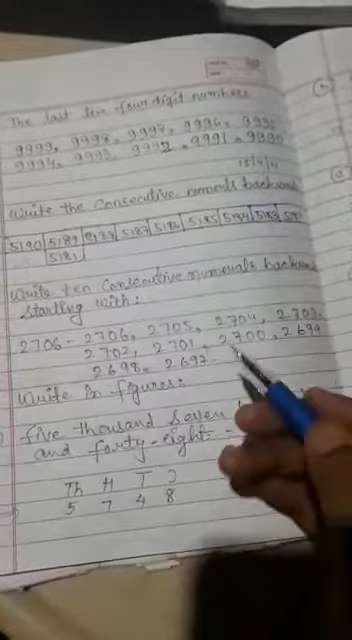 The last ten four digit numbers
9999, 9998, 9997, 9996, 9995
9994, 9993, 9992, 9991, 9990
Write the Consecutive numerals backward
5190 5189 5188 5187 5186 5185 5184 5183
5181
Write ten Consecutive numerals backward
starting with:
2706 - 2706, 2705, 2704, 2703,
2702, 2701, 2700, 2699
2698, 2697.
Write in figures:
Five thousand seven
and forty-eight
Th H T O
5 7 4 8